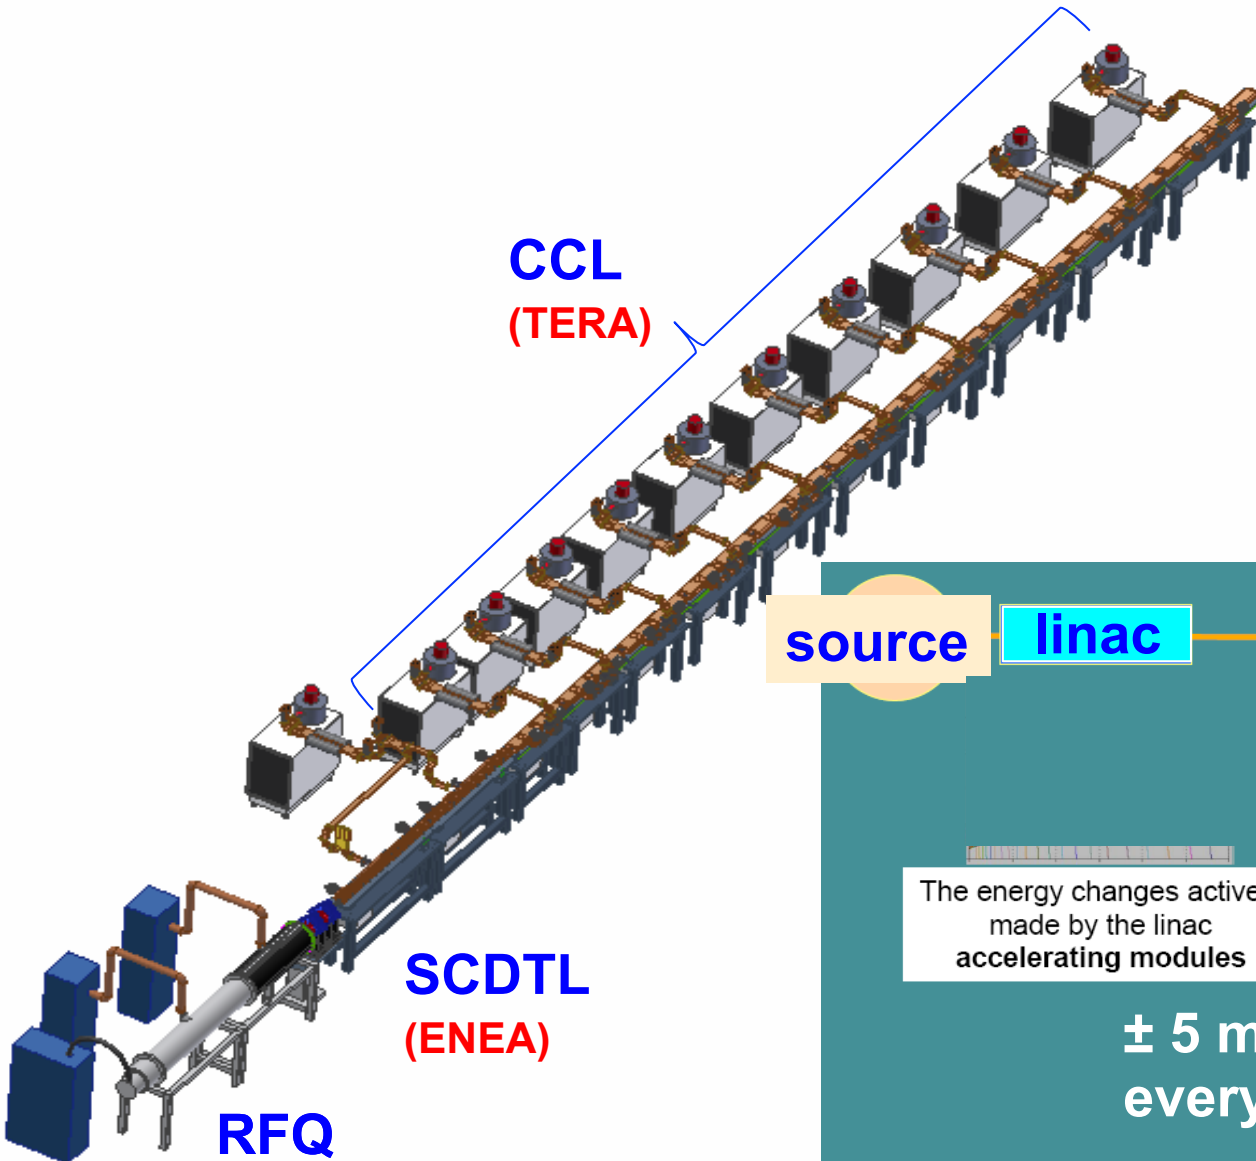 CCL
(TERA)
source
linac
The energy changes active
made by the linac
accelerating modules
SCDTL
(ENEA)
± 5 m
every
RFQ